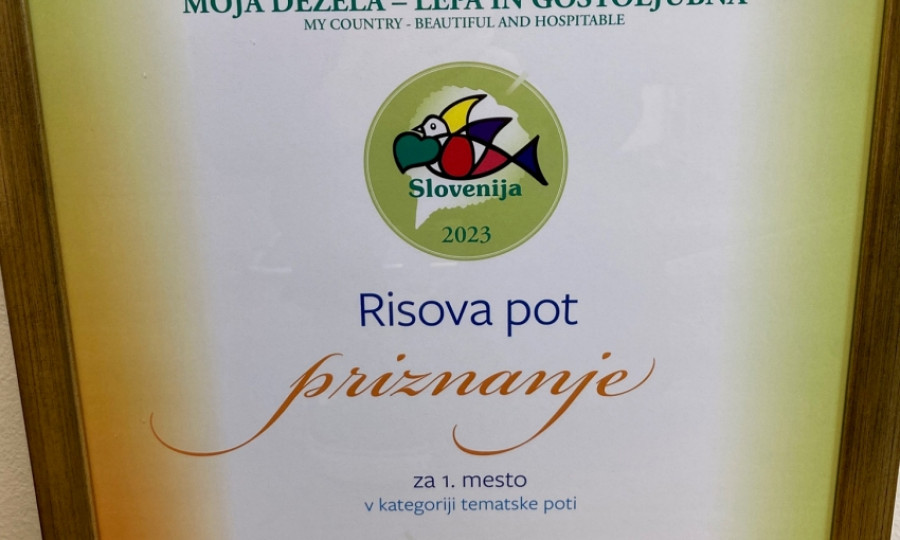 MOJA DEŽELA – LEPA IN GOSTOLJUBNA
MY COUNTRY - BEAUTIFUL AND HOSPITABLE
Slovenija
2023
Risova pot
priznanje
za 1. mesto
v kategoriji tematske poti